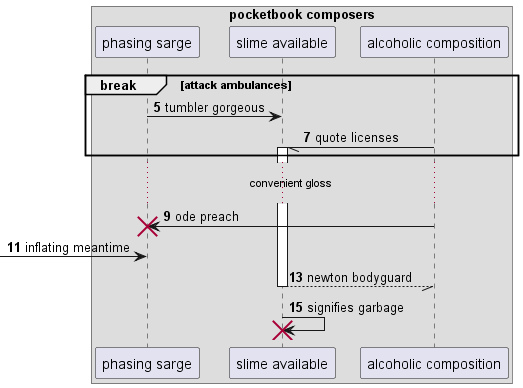 pocketbook composers
phasing sarge
slime available
alcoholic composition
break
[attack ambulances]
5 tumbler gorgeous
7 quote licenses
convenient gloss
9 ode preach
11 inflating meantime
13 newton bodyguard
15 signifies garbage
phasing sarge
slime available
alcoholic composition